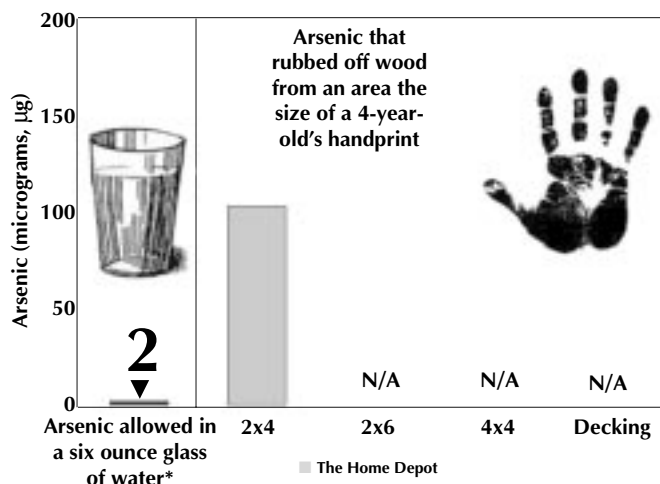 200
150
100
50
0
Arsenic (micrograms, µg)
Arsenic that
rubbed off wood
from an area the
size of a 4-year-
old's handprint
2
N/A
N/A
N/A
Arsenic allowed in
a six ounce glass
of water*
2x4
2x6
4x4
Decking
The Home Depot